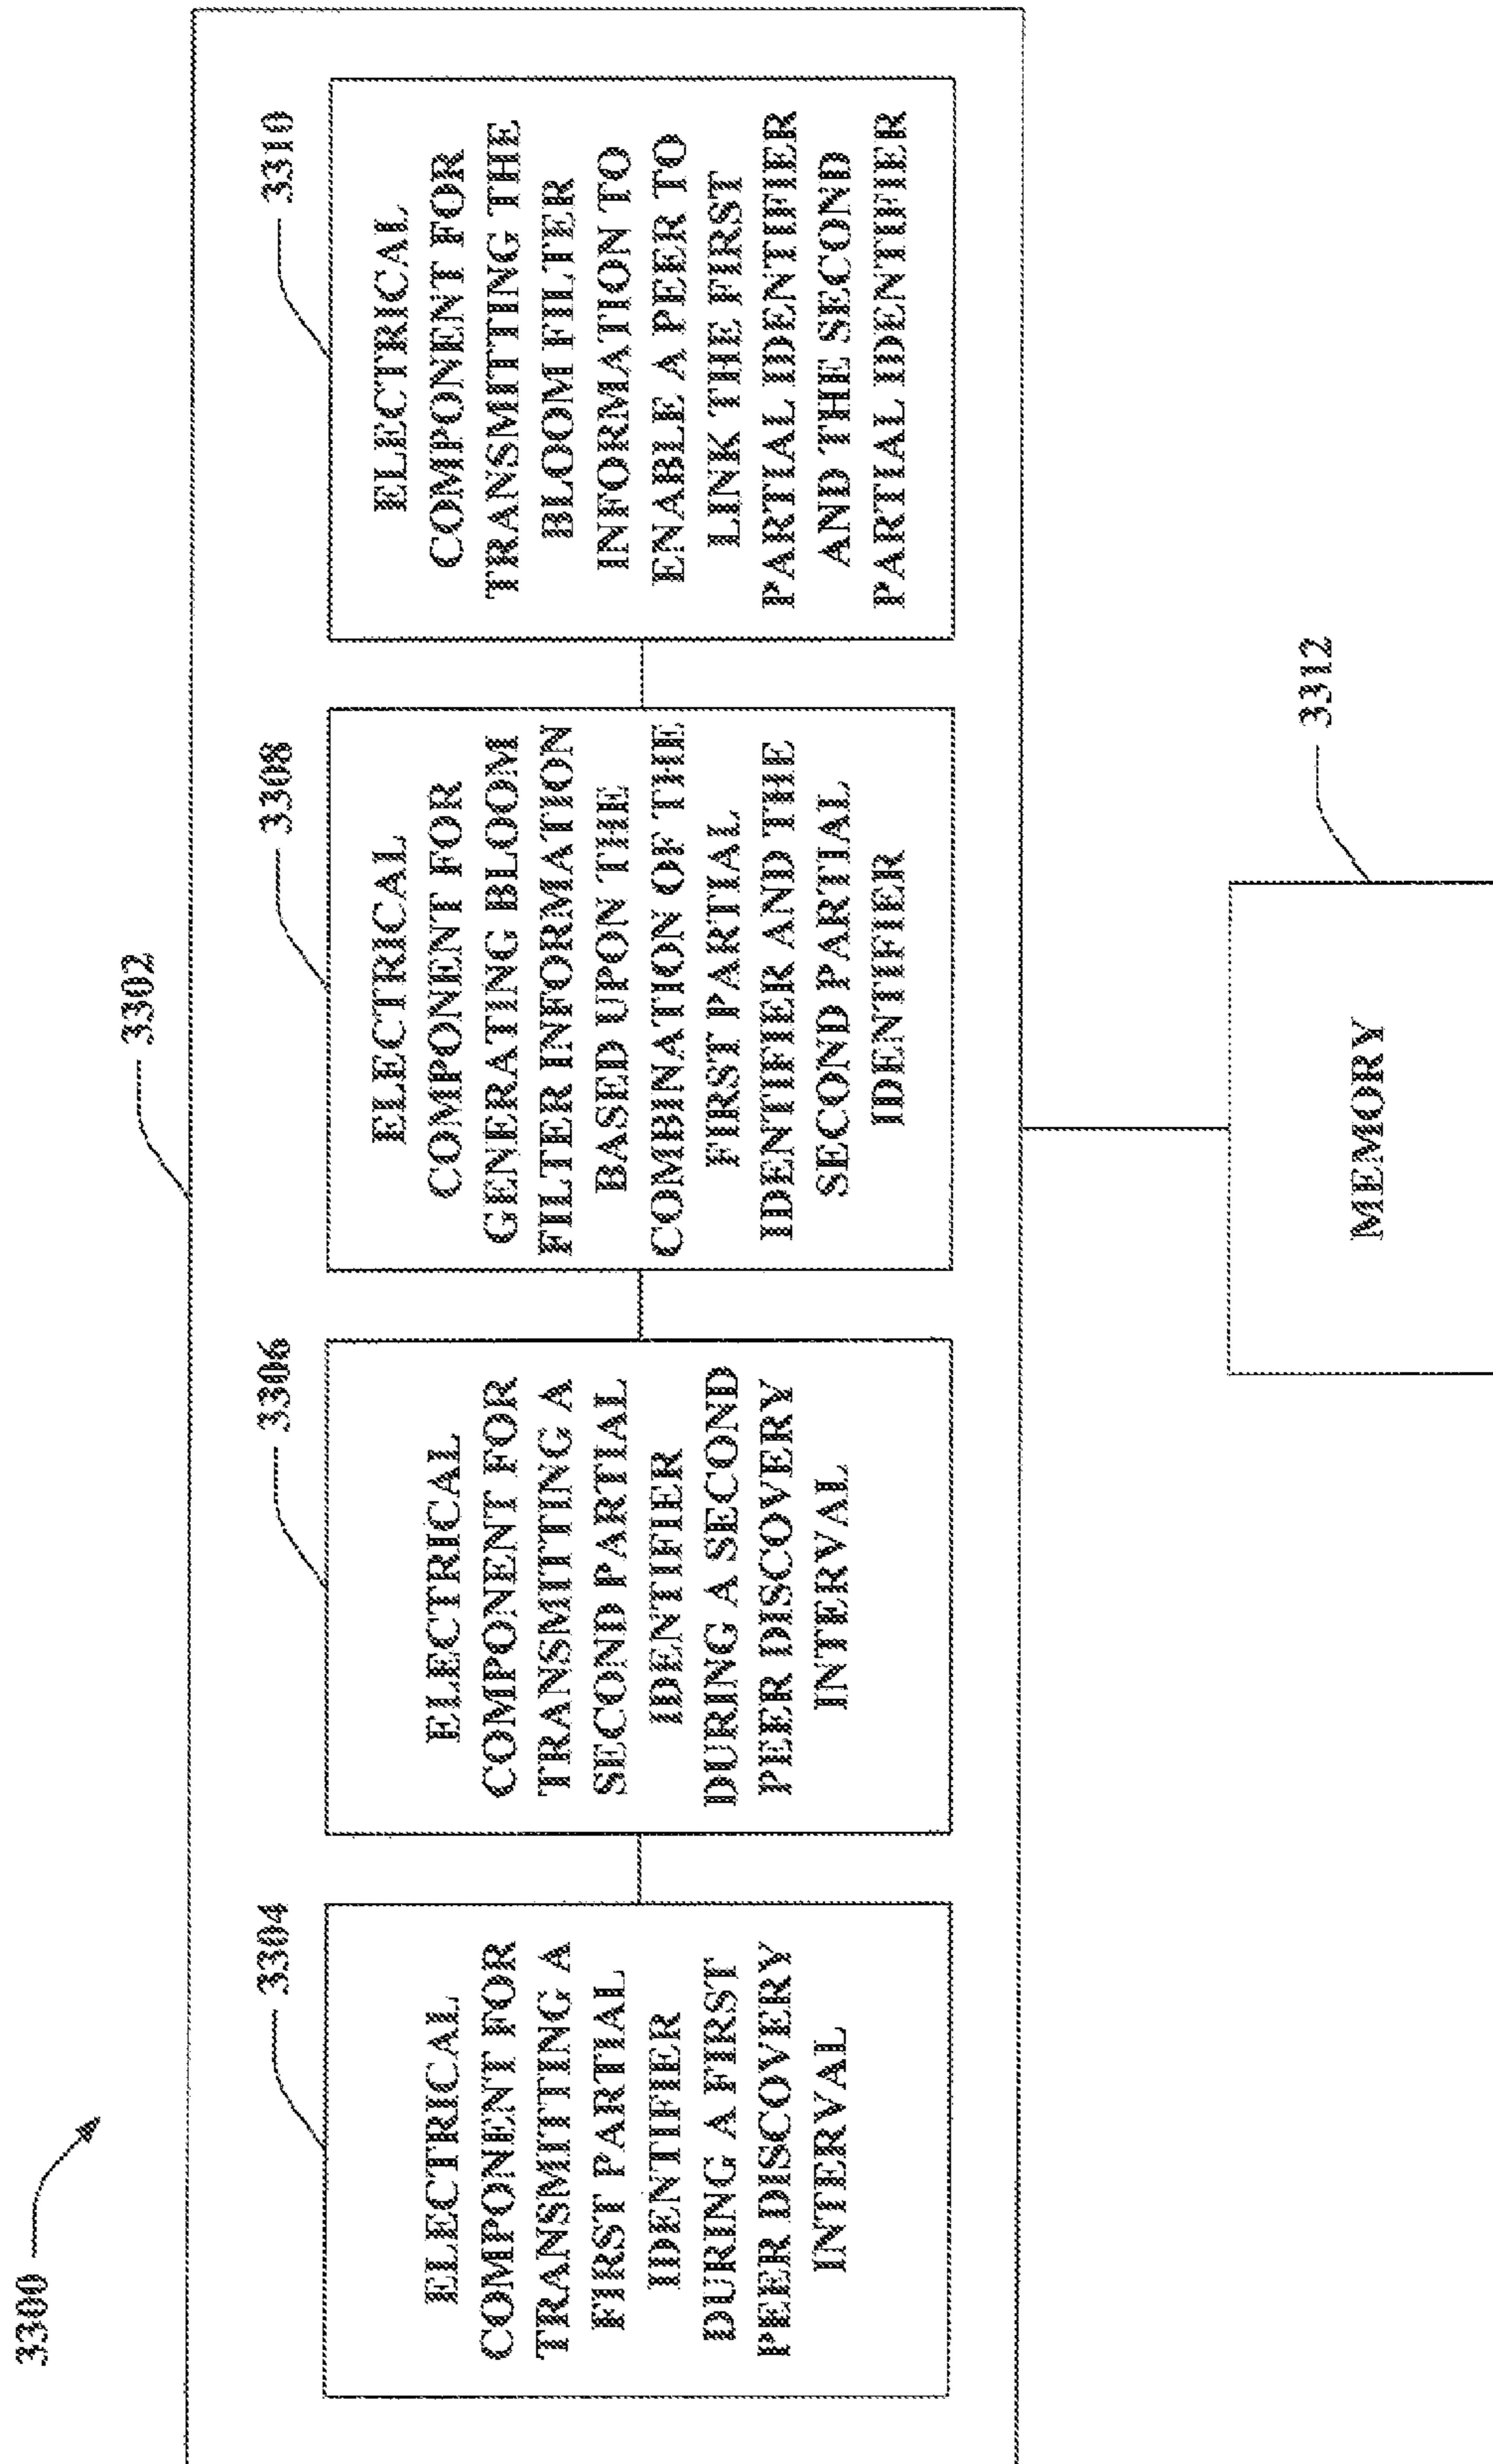 3300
3302
3304
ELECTRICAL
COMPONENT FOR
TRANSMITTING A
FIRST PARTIAL
IDENTIFIER
DURING A FIRST
PEER DISCOVERY
INTERVAL
3306
ELECTRICAL
COMPONENT FOR
TRANSMITTING A
SECOND PARTIAL
IDENTIFIER
DURING A SECOND
PEER DISCOVERY
INTERVAL
3308
ELECTRICAL
COMPONENT FOR
GENERATING BLOOM
FILTER INFORMATION
BASED UPON THE
COMBINATION OF THE
FIRST PARTIAL
IDENTIFIER AND THE
SECOND PARTIAL
IDENTIFIER
3310
ELECTRICAL
COMPONENT FOR
TRANSMITTING THE
BLOOM FILTER
INFORMATION TO
ENABLE A PEER TO
LINK THE FIRST
PARTIAL IDENTIFIER
AND THE SECOND
PARTIAL IDENTIFIER
3312
MEMORY